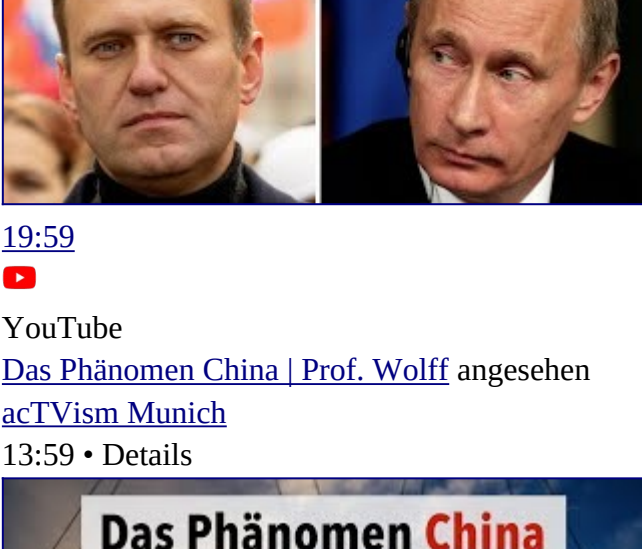 19:59
YouTube
Das Phänomen China | Prof. Wolff angesehen
acTVism Munich
13:59 • Details
Das Phänomen China